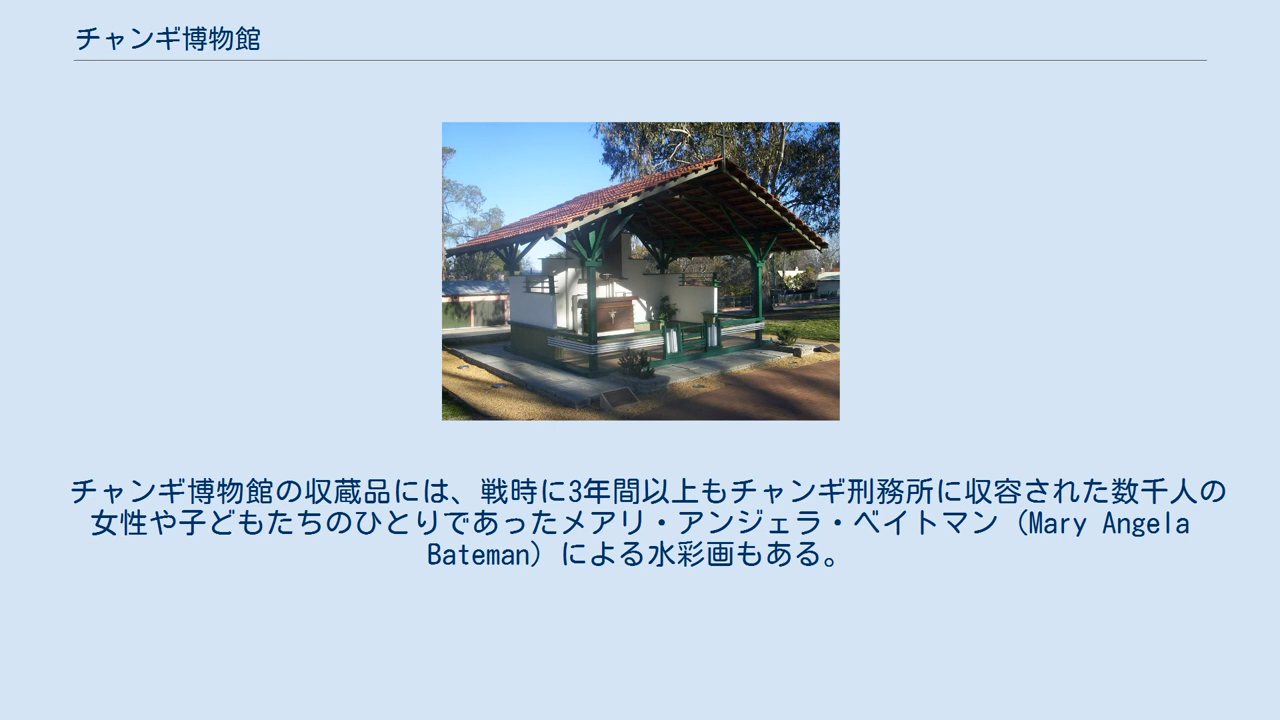 チャンギ博物館
チャンギ博物館の収蔵品には、戦時に3年間以上もチャンギ刑務所に収容された数千人の
女性や子どもたちのひとりであったメアリ・アンジェラ・ベイトマン（Mary Angela
Bateman）による水彩画もある。